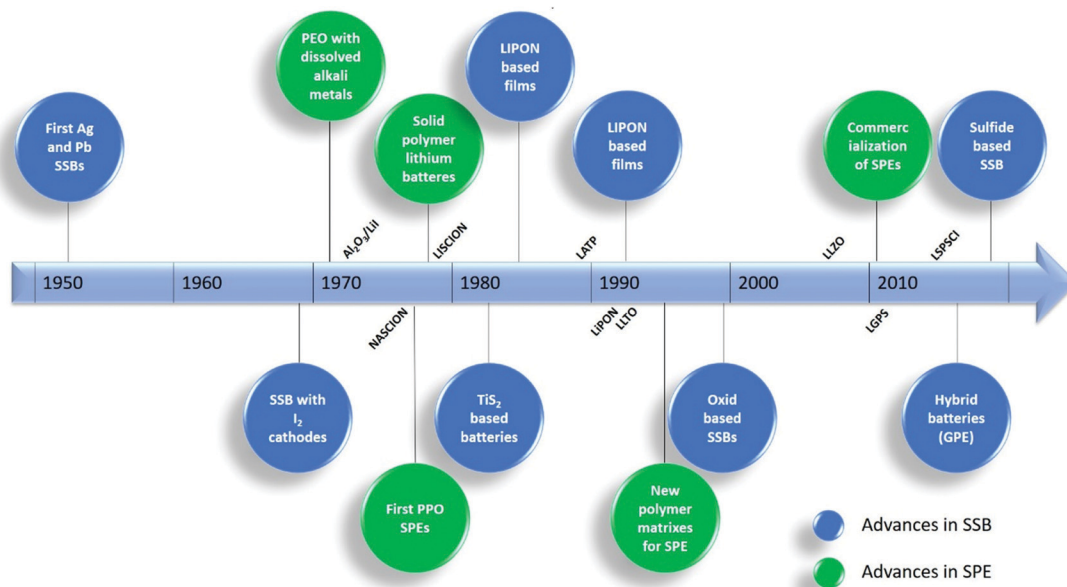 PEO with
dissolved
alkali
metals
LIPON
based
films
First Ag
and Pb
SSBs
Solid
polymer
lithium
batteres
LIPON
based
films
Commerc
ialization
of SPEs
Sulfide
based
SSB
Al₂O₃/LiI
LISCION
LATP
LLZO
LSPSCl
1950
1960
1970
1980
1990
2000
2010
NASCION
LiPON
LLTO
LGPS
SSB with
I₂
cathodes
TiS₂
based
batteries
Oxid
based
SSBs
Hybrid
batteries
(GPE)
First PPO
SPEs
New
polymer
matrixes
for SPE
Advances in SSB
Advances in SPE